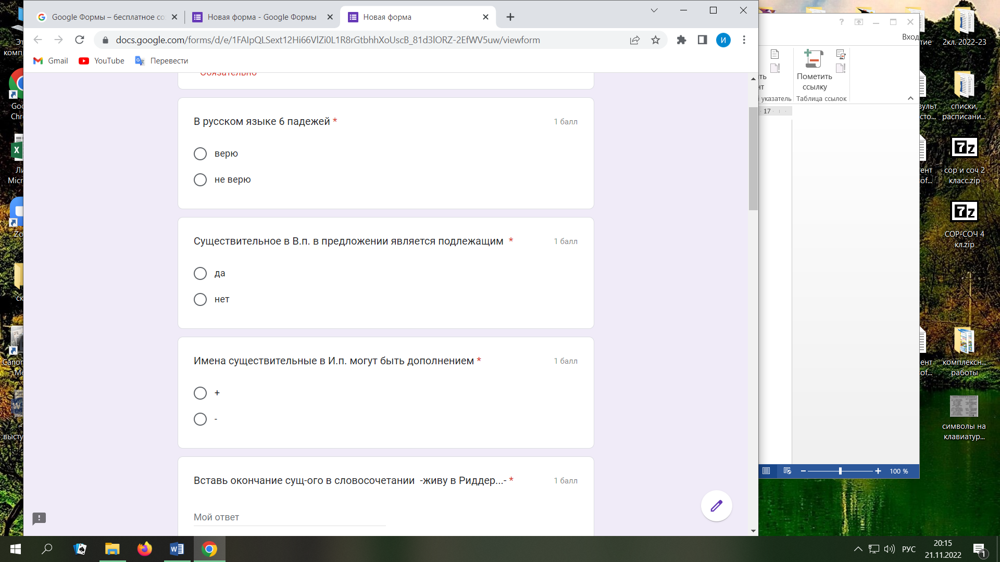 Google Формы – бесплатное со
Новая форма - Google Формы
Новая форма
docs.google.com/forms/d/e/1FAIpQLSext12Hi66VlZi0L1R8rGtbhhXoUscB_81d3lORZ-2EfWV5uw/viewform
И
Gmail
YouTube
Перевести
Обязательно
В русском языке 6 падежей *
1 балл
верю
не верю
Существительное в В.п. в предложении является подлежащим *
1 балл
да
нет
Имена существительные в И.п. могут быть дополнением *
1 балл
+
-
Вставь окончание сущ-ого в словосочетании -живу в Риддер...- *
1 балл
Мой ответ
Вход
Пометить
ссылку
указатель
Таблица ссылок
17
100 %
2кл. 2022-23
списки,
расписани...
сор и соч 2
класс.zip
СОР-СОЧ 4
кл.zip
комплексн...
работы
символы на
клавиатур...
РУС
20:15
21.11.2022
1